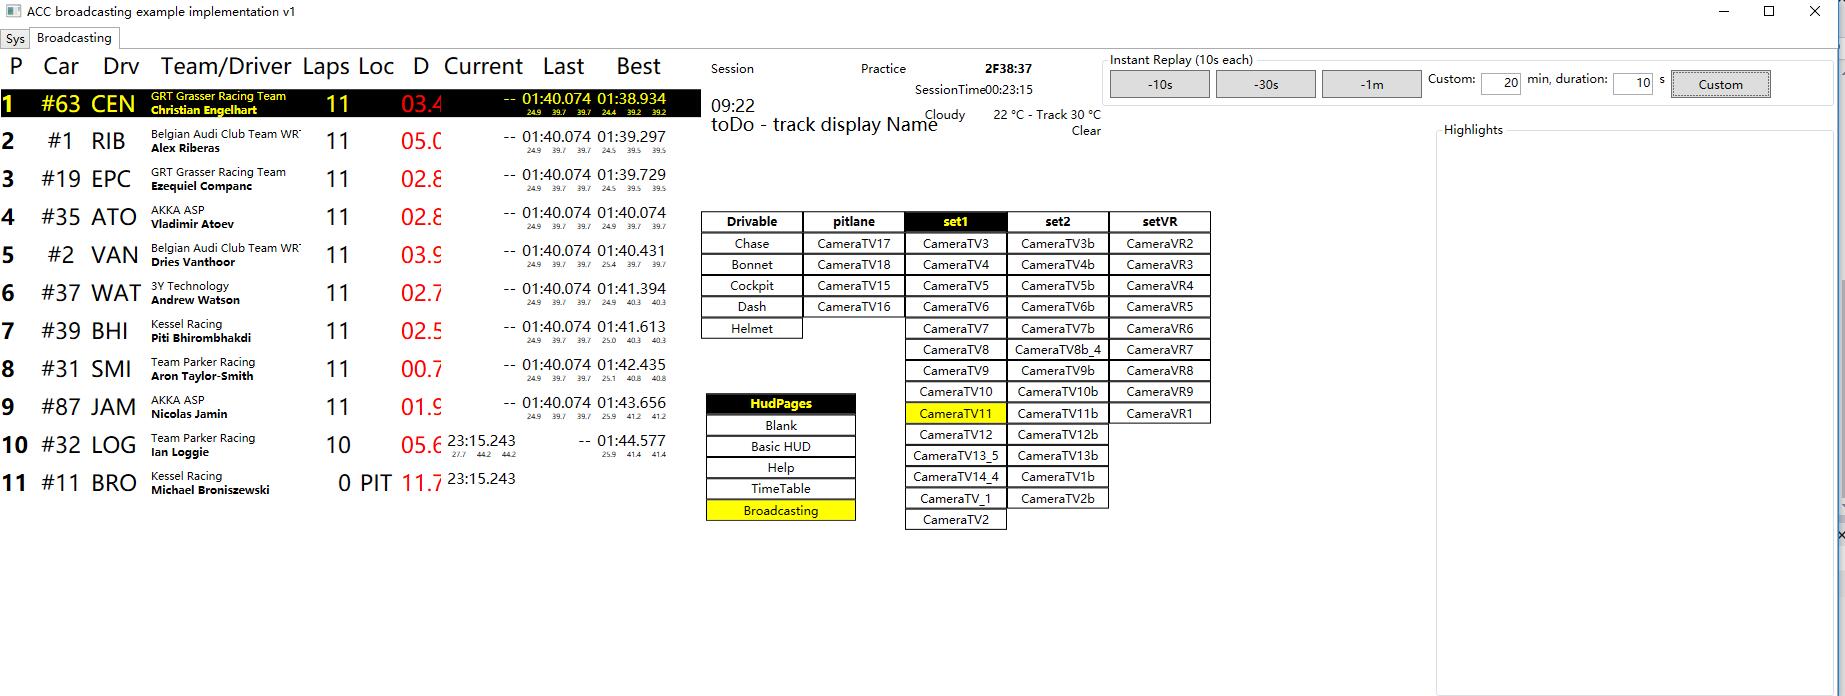 ACC broadcasting example implementation v1
Sys Broadcasting
P Car Drv Team/Driver Laps Loc D Current Last Best
1 #63 CEN GRT Grasser Racing Team Christian Engelhart 11 03.4 -- 01:40.074 01:38.934
24.9 39.7 39.7 24.4 39.2 39.2
2 #1 RIB Belgian Audi Club Team WRT Alex Riberas 11 05.0 -- 01:40.074 01:39.297
24.9 39.7 39.7 24.5 39.5 39.5
3 #19 EPC GRT Grasser Racing Team Ezequiel Companc 11 02.8 -- 01:40.074 01:39.729
24.9 39.7 39.7 24.5 39.5 39.5
4 #35 ATO AKKA ASP Vladimir Atoev 11 02.8 -- 01:40.074 01:40.074
24.9 39.7 39.7 24.9 39.7 39.7
5 #2 VAN Belgian Audi Club Team WRT Dries Vanthoor 11 03.9 -- 01:40.074 01:40.431
24.9 39.7 39.7 25.4 39.7 39.7
6 #37 WAT 3Y Technology Andrew Watson 11 02.7 -- 01:40.074 01:41.394
24.9 39.7 39.7 24.9 40.3 40.3
7 #39 BHI Kessel Racing Piti Bhirombhakdi 11 02.5 -- 01:40.074 01:41.613
24.9 39.7 39.7 25.0 40.3 40.3
8 #31 SMI Team Parker Racing Aron Taylor-Smith 11 00.7 -- 01:40.074 01:42.435
24.9 39.7 39.7 25.1 40.8 40.8
9 #87 JAM AKKA ASP Nicolas Jamin 11 01.9 -- 01:40.074 01:43.656
24.9 39.7 39.7 25.9 41.2 41.2
10 #32 LOG Team Parker Racing Ian Loggie 10 05.6 23:15.243 -- 01:44.577
27.7 44.2 44.2 25.9 41.4 41.4
11 #11 BRO Kessel Racing Michael Broniszewski 0 PIT 11.7 23:15.243
Session Practice 2F38:37
SessionTime00:23:15
09:22
toDo - track display Name
Cloudy 22 °C - Track 30 °C
Clear
Instant Replay (10s each)
-10s -30s -1m Custom: 20 min, duration: 10 s Custom
Highlights
Drivable pitlane set1 set2 setVR
Chase CameraTV17 CameraTV3 CameraTV3b CameraVR2
Bonnet CameraTV18 CameraTV4 CameraTV4b CameraVR3
Cockpit CameraTV15 CameraTV5 CameraTV5b CameraVR4
Dash CameraTV16 CameraTV6 CameraTV6b CameraVR5
Helmet CameraTV7 CameraTV7b CameraVR6
CameraTV8 CameraTV8b_4 CameraVR7
CameraTV9 CameraTV9b CameraVR8
CameraTV10 CameraTV10b CameraVR9
CameraTV11 CameraTV11b CameraVR1
CameraTV12 CameraTV12b
CameraTV13_5 CameraTV13b
CameraTV14_4 CameraTV1b
CameraTV_1 CameraTV2b
CameraTV2
HudPages
Blank
Basic HUD
Help
TimeTable
Broadcasting